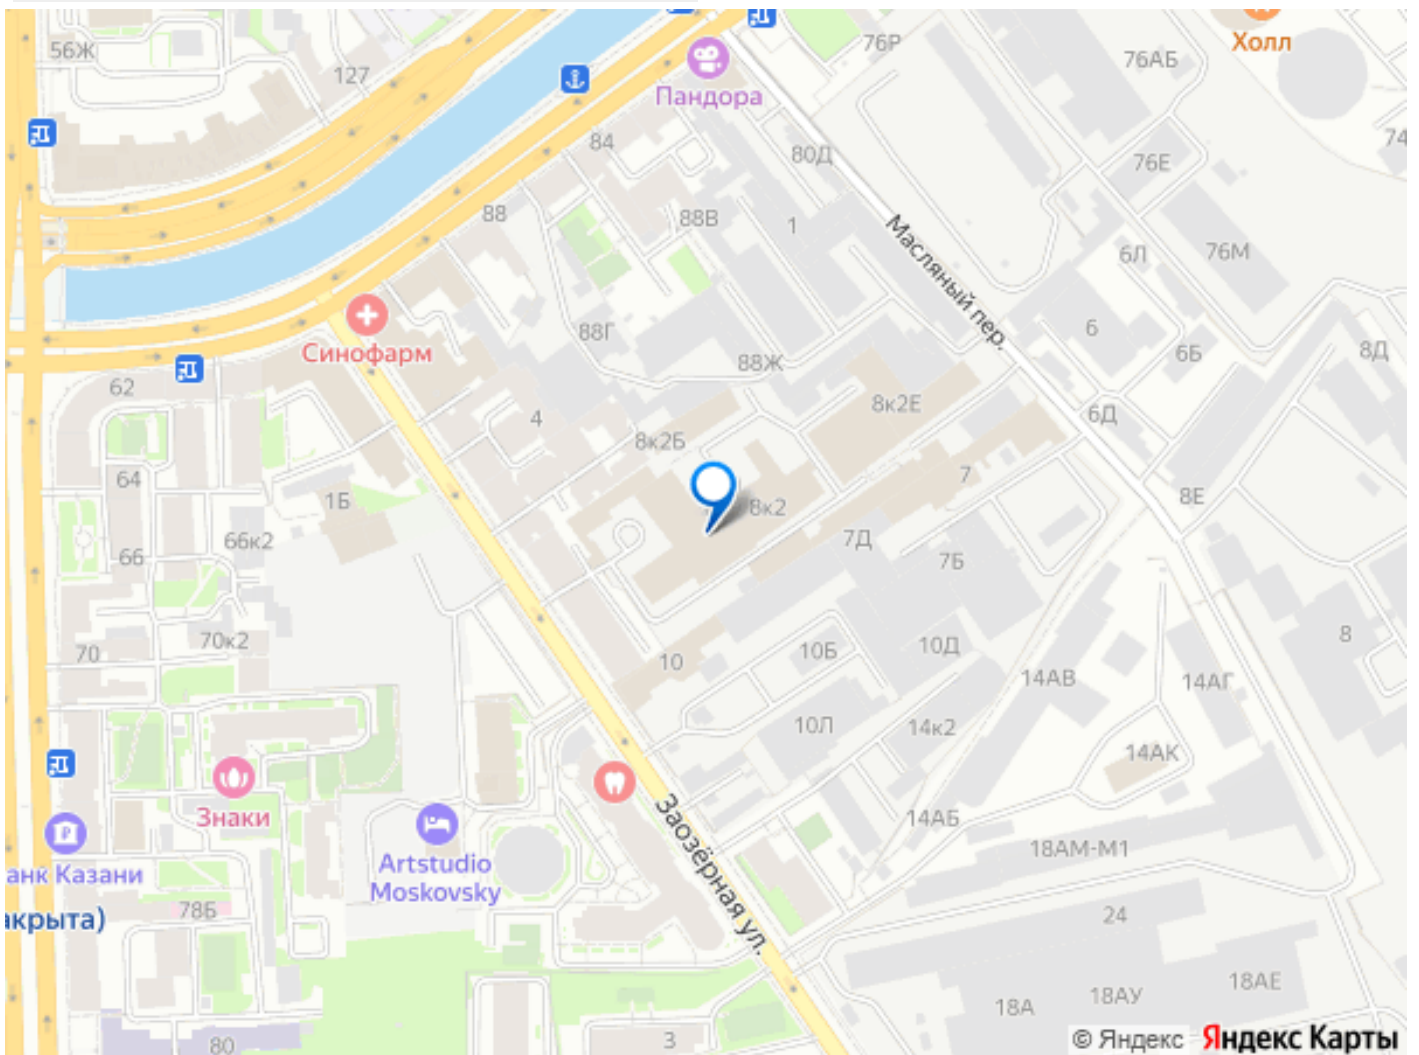 Холл
56Ж
76Р
76АБ
127
Пандора
74
84
80Д
76Е
88
88В
1
Масляный пер.
6Л
76М
88Г
6
Синофарм
88Ж
6Б
8Д
62
8к2Е
4
6Д
8к2Б
64
7
1Б
8Е
8к2
66к2
7Д
66
7Б
70к2
8
70
10Б
10Д
10
14АВ
14АГ
10Л
14к2
14АК
Знаки
Заозёрная ул.
14АБ
18АМ-М1
Artstudio
Moskovsky
анк Казани
78Б
акрыта)
24
18АЕ
18АУ
18А
80
3
© Яндекс Яндекс Карты